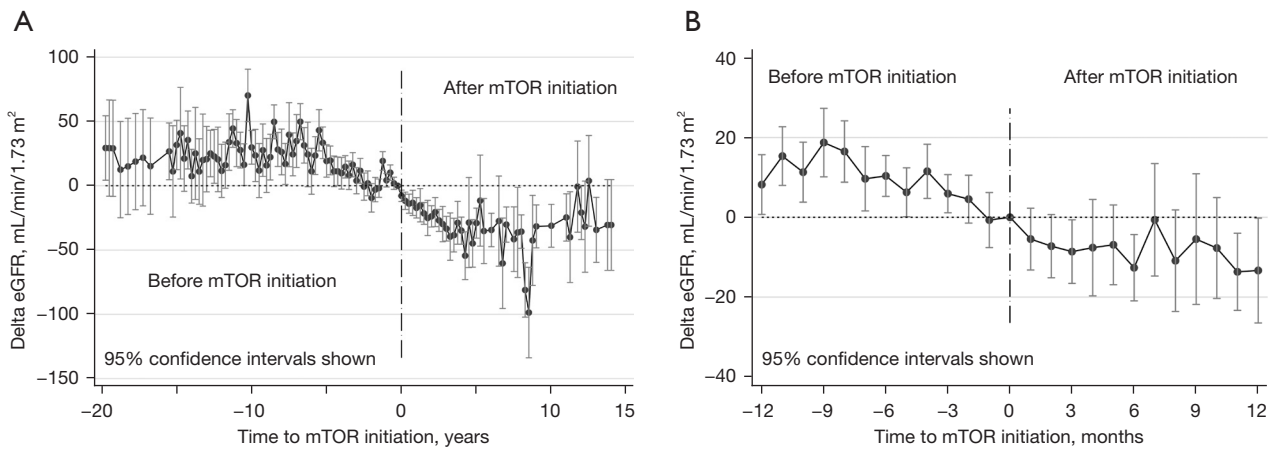 A
Delta eGFR, mL/min/1.73 m²
100
50
0
−50
−100
−150
After mTOR initiation
Before mTOR initiation
95% confidence intervals shown
−20 −10 0 10 15
Time to mTOR initiation, years
B
Delta eGFR, mL/min/1.73 m²
40
20
0
−20
−40
Before mTOR initiation After mTOR initiation
95% confidence intervals shown
−12 −9 −6 −3 0 3 6 9 12
Time to mTOR initiation, months